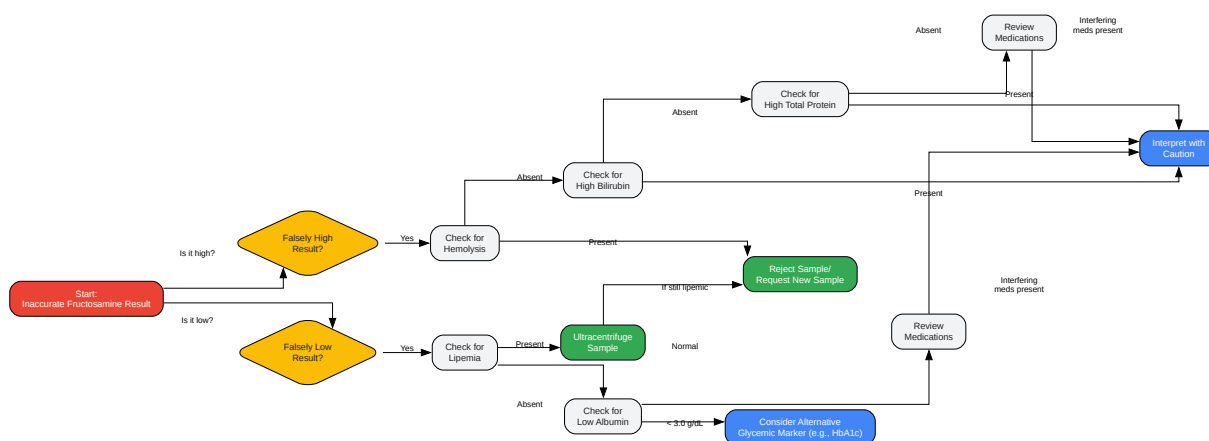 Interfering
meds present
Absent
Review
Medications
Check for
High Total Protein
Present
Absent
Interpret with
Caution
Check for
High Bilirubin
Absent
Present
Falsely High
Result?
Yes
Check for
Hemolysis
Present
Is it high?
Reject Sample/
Request New Sample
Start:
Inaccurate Fructosamine Result
If still lipemic
Interfering
meds present
Is it low?
Review
Medications
Ultracentrifuge
Sample
Falsely Low
Result?
Yes
Check for
Lipemia
Present
Normal
Absent
Check for
Low Albumin
< 3.0 g/dL
Consider Alternative
Glycemic Marker (e.g., HbA1c)